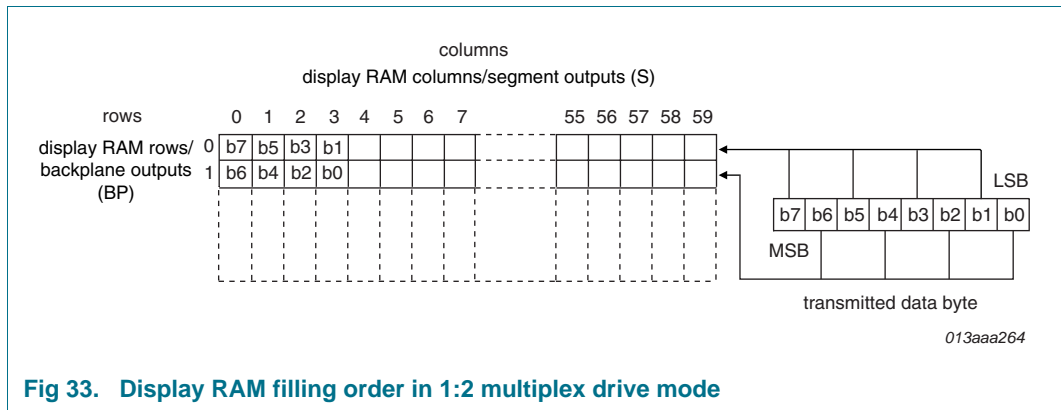 columns
display RAM columns/segment outputs (S)
rows 0 1 2 3 4 5 6 7 55 56 57 58 59
display RAM rows/ 0 b7 b5 b3 b1
backplane outputs 1 b6 b4 b2 b0
(BP)
LSB
b7 b6 b5 b4 b3 b2 b1 b0
MSB
transmitted data byte
013aaa264
Fig 33. Display RAM filling order in 1:2 multiplex drive mode